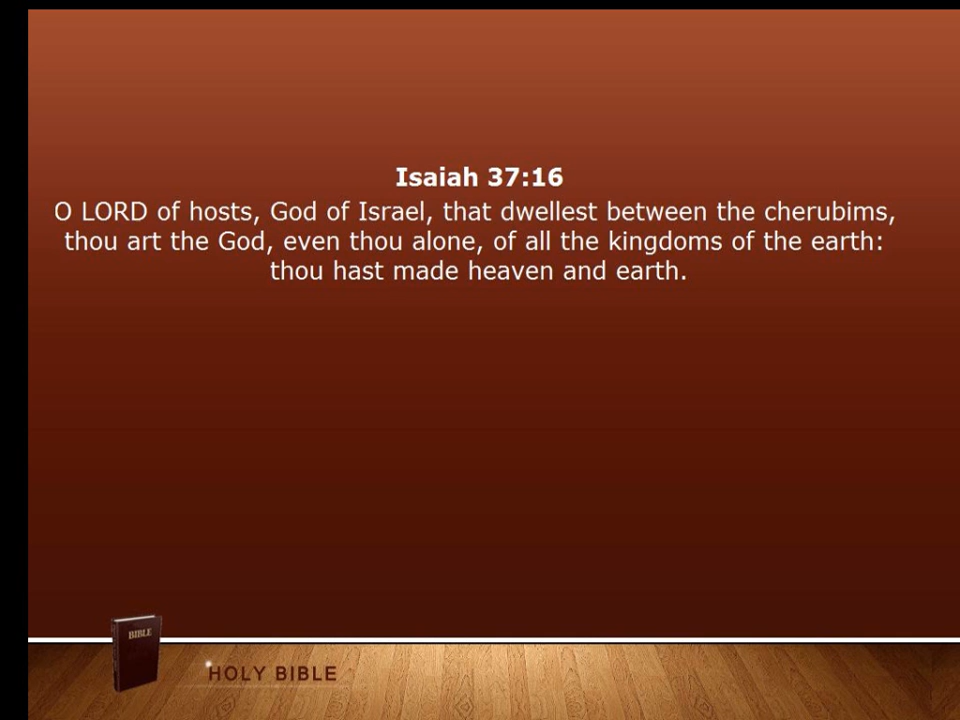 Isaiah 37:16
O LORD of hosts, God of Israel, that dwellest between the cherubims,
thou art the God, even thou alone, of all the kingdoms of the earth:
thou hast made heaven and earth.
BIBLE
HOLY BIBLE